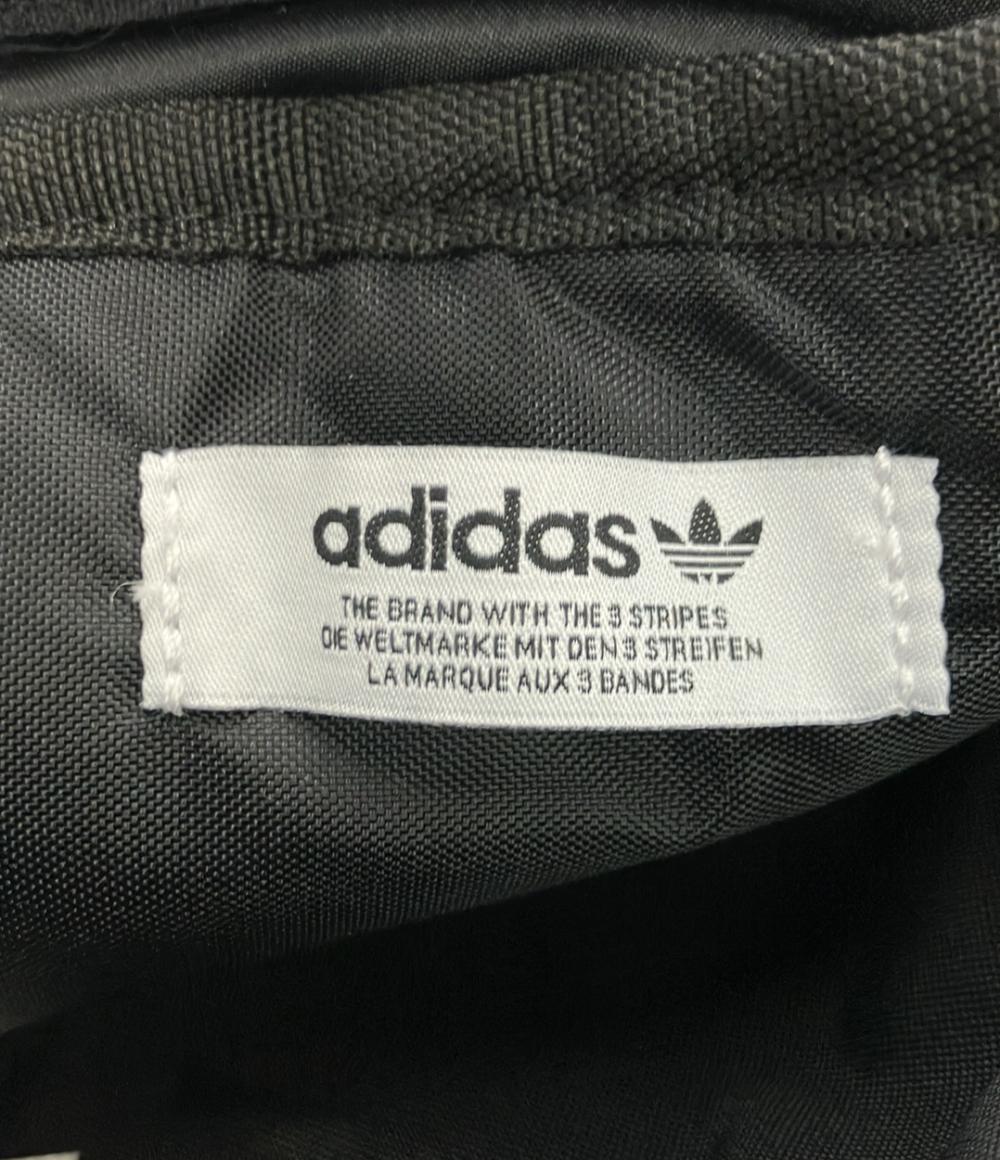 adidas
THE BRAND WITH THE 3 STRIPES
DIE WELTMARKE MIT DEN 3 STREIFEN
LA MARQUE AUX 3 BANDES